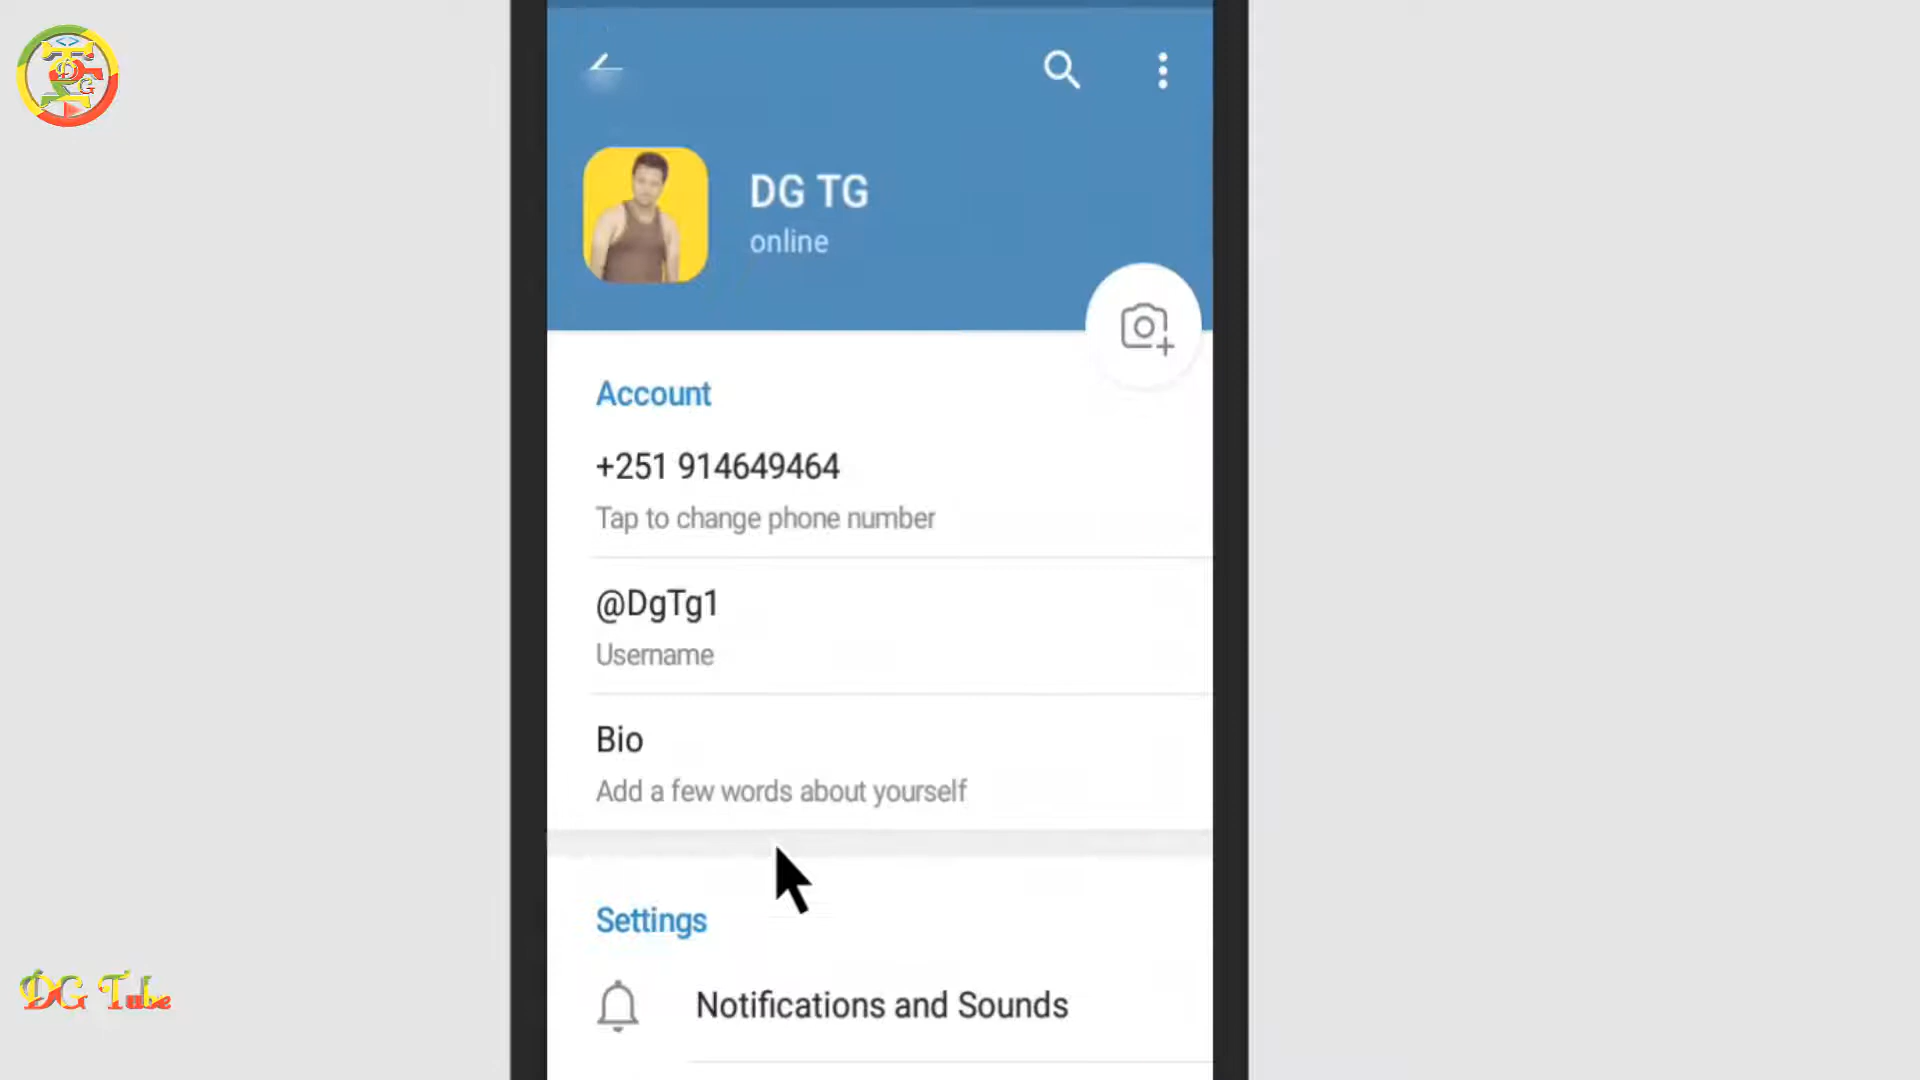 DG TG
online
Account
+251 914649464
Tap to change phone number
@DgTg1
Username
Bio
Add a few words about yourself
Settings
Notifications and Sounds
DG Tube